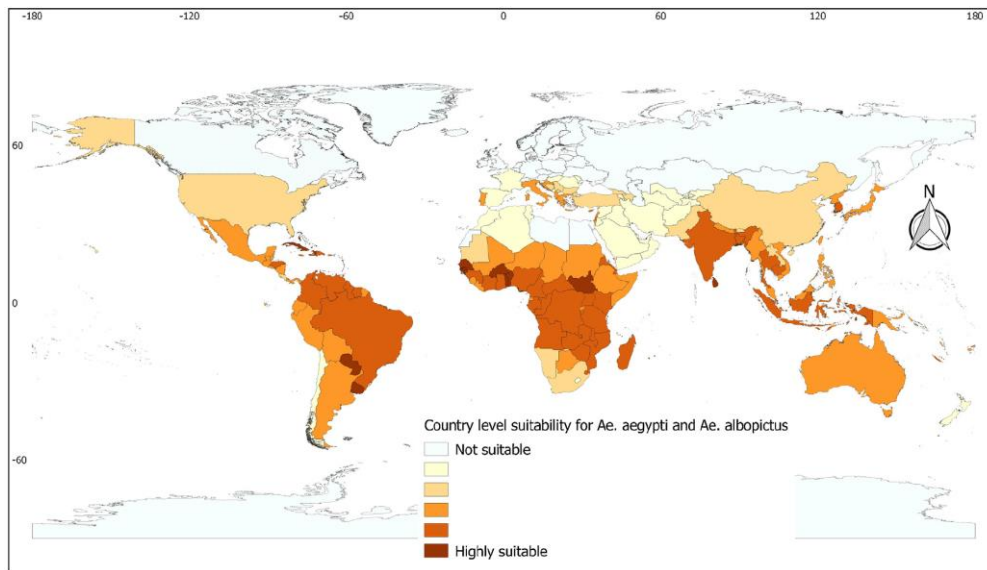 -180 -60 0 60 120 180
60
N
0
Country level suitability for Ae. aegypti and Ae. albopictus
Not suitable
-60
Highly suitable